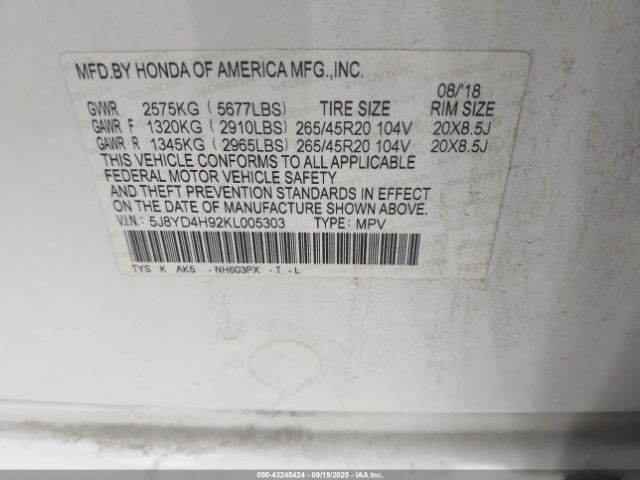 MFD.BY HONDA OF AMERICA MFG.,INC.
08/'18
GVWR 2575KG (5677LBS) TIRE SIZE RIM SIZE
GAWR F 1320KG (2910LBS) 265/45R20 104V 20X8.5J
GAWR R 1345KG (2965LBS) 265/45R20 104V 20X8.5J
THIS VEHICLE CONFORMS TO ALL APPLICABLE
FEDERAL MOTOR VEHICLE SAFETY
AND THEFT PREVENTION STANDARDS IN EFFECT
ON THE DATE OF MANUFACTURE SHOWN ABOVE.
V.I.N: 5J8YD4H92KL005303 TYPE: MPV
TYS K AK5 -NH603PX -T -L
000-43248424 - 09/19/2025 - IAA Inc.